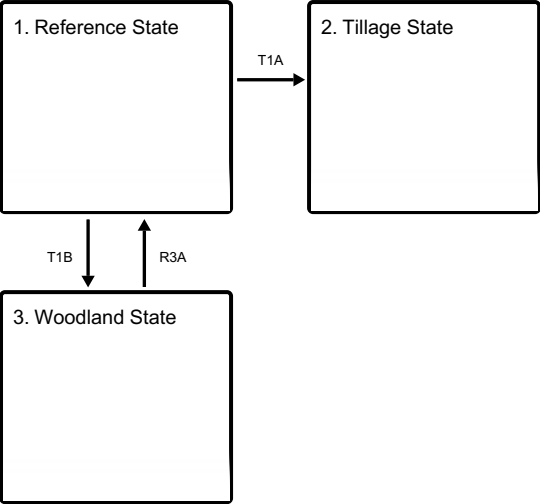 1. Reference State
2. Tillage State
T1A
T1B
R3A
3. Woodland State